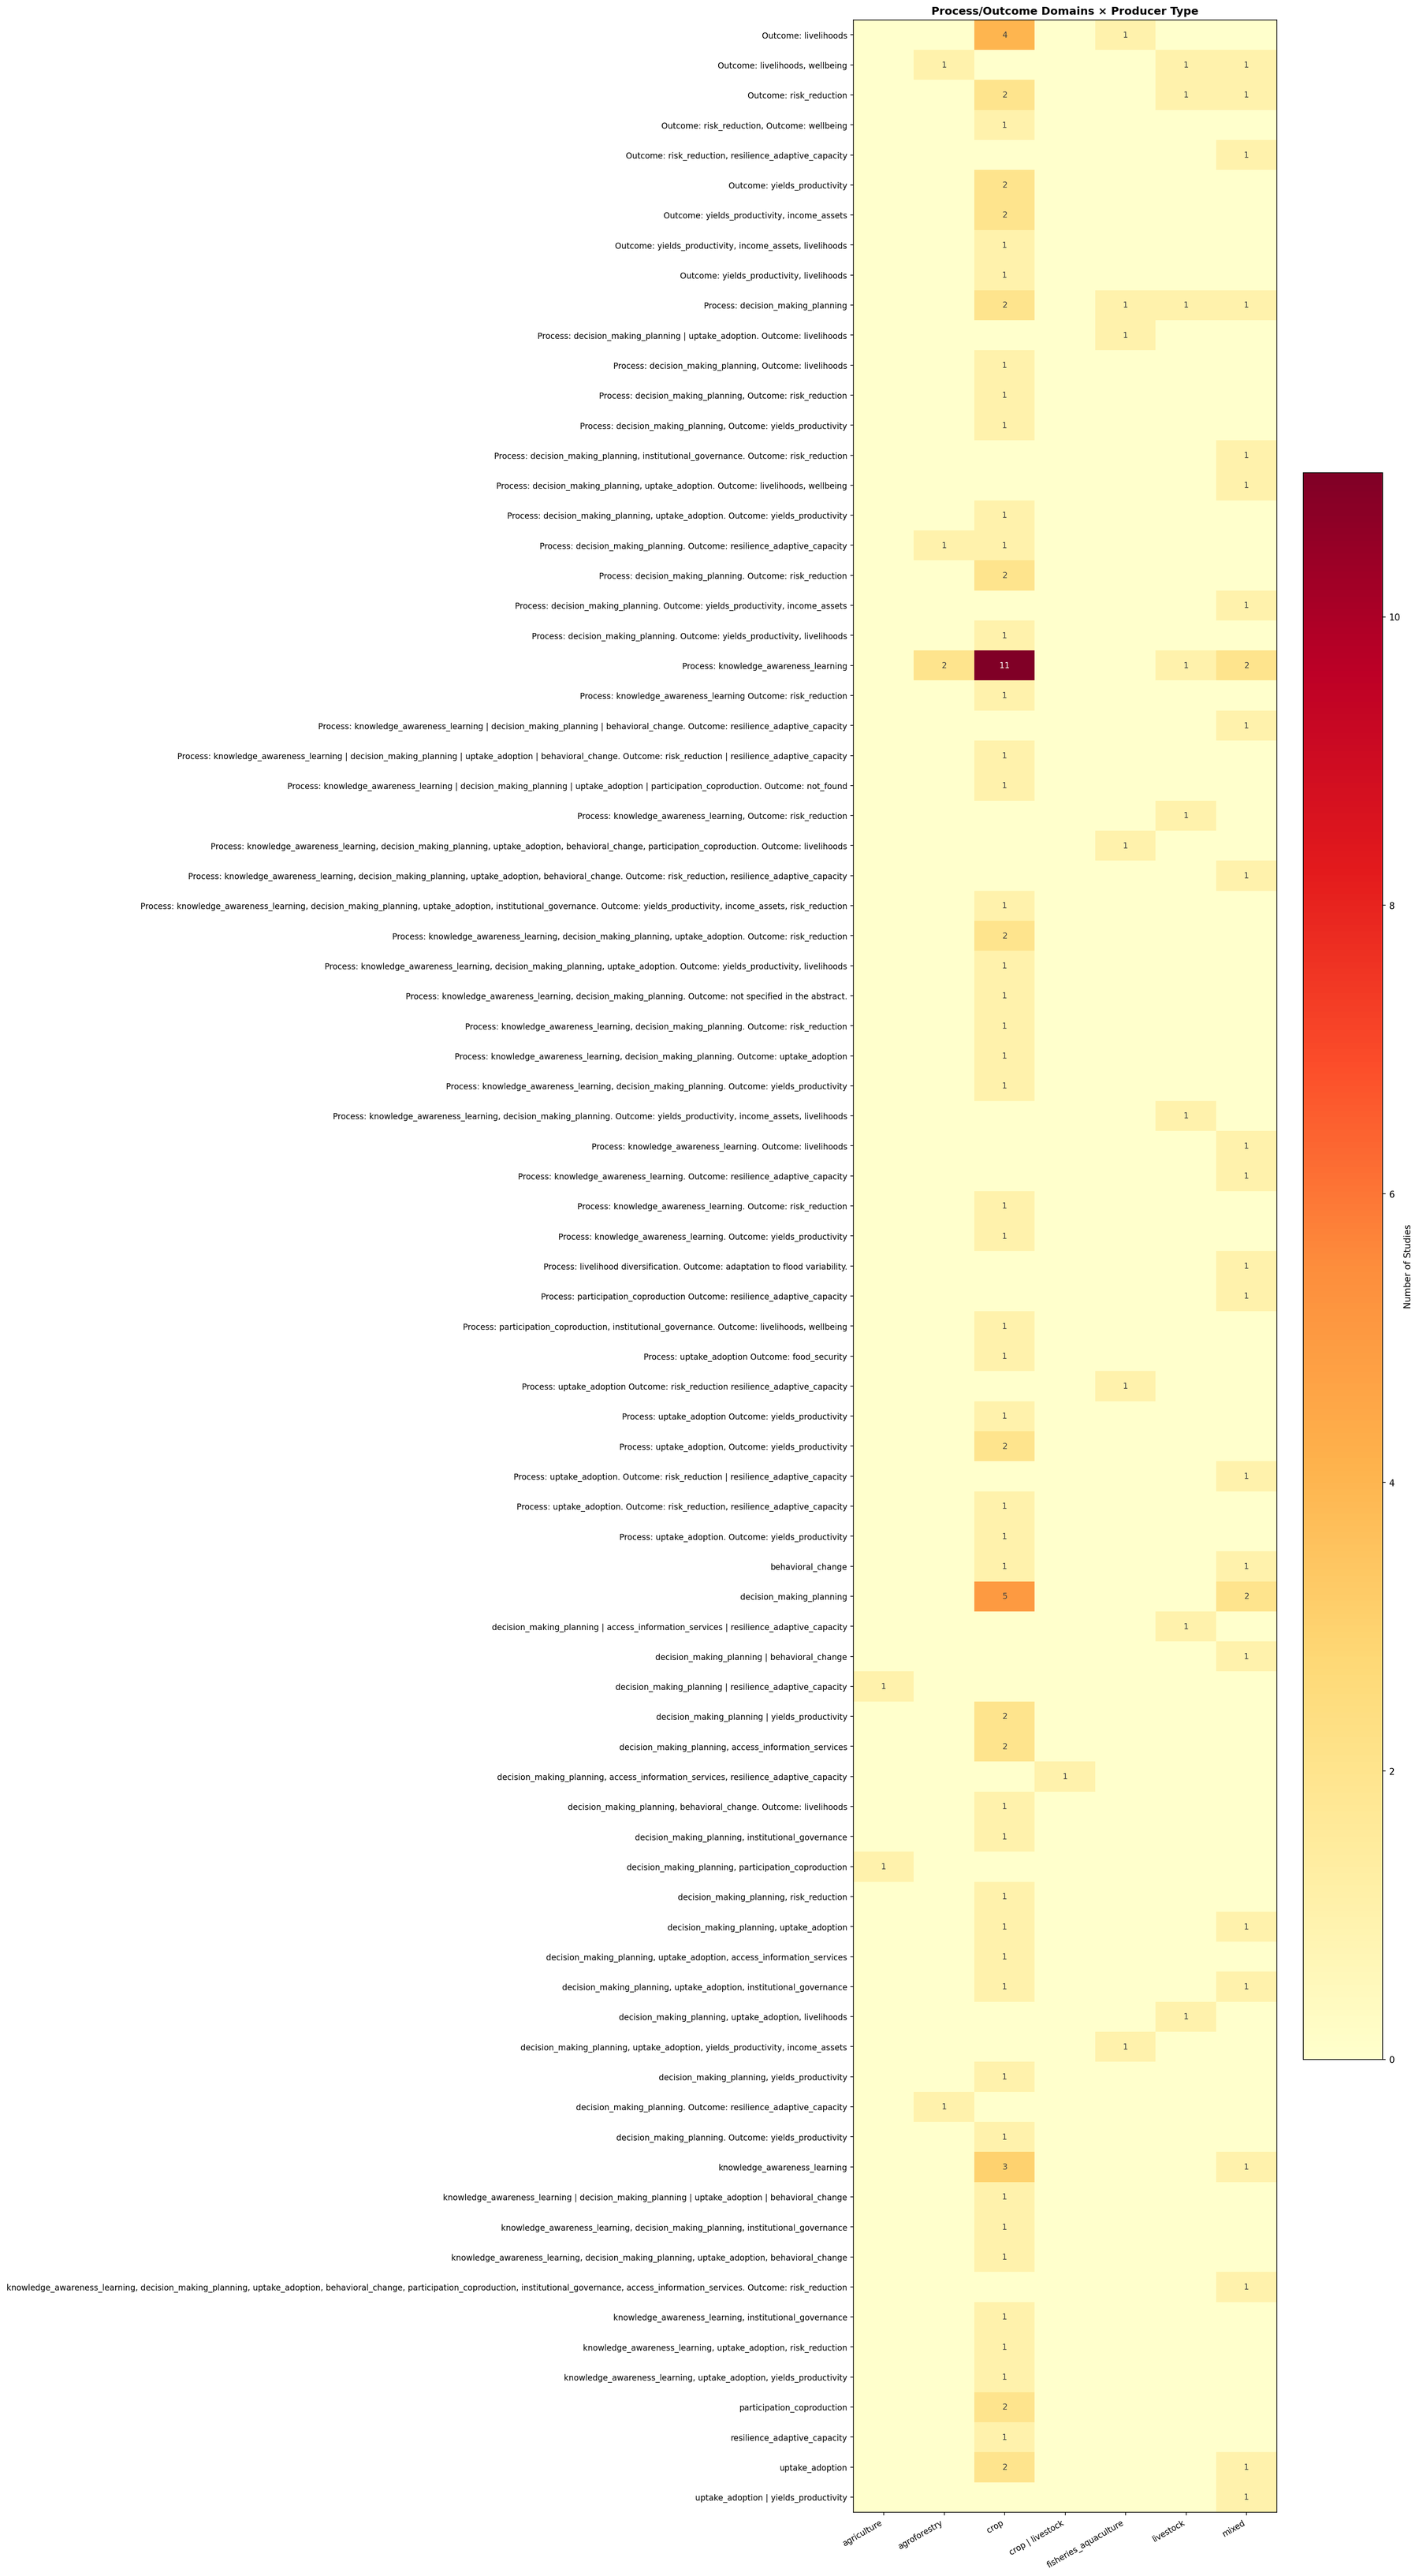 Process/Outcome Domains × Producer Type
Outcome: livelihoods 4 1
Outcome: livelihoods, wellbeing 1 1 1
Outcome: risk_reduction 2 1 1
Outcome: risk_reduction, Outcome: wellbeing 1
Outcome: risk_reduction, resilience_adaptive_capacity 1
Outcome: yields_productivity 2
Outcome: yields_productivity, income_assets 2
Outcome: yields_productivity, income_assets, livelihoods 1
Outcome: yields_productivity, livelihoods 1
Process: decision_making_planning 2 1 1 1
Process: decision_making_planning | uptake_adoption. Outcome: livelihoods 1
Process: decision_making_planning, Outcome: livelihoods 1
Process: decision_making_planning, Outcome: risk_reduction 1
Process: decision_making_planning, Outcome: yields_productivity 1
Process: decision_making_planning, institutional_governance. Outcome: risk_reduction 1
Process: decision_making_planning, uptake_adoption. Outcome: livelihoods, wellbeing 1
Process: decision_making_planning, uptake_adoption. Outcome: yields_productivity 1
Process: decision_making_planning. Outcome: resilience_adaptive_capacity 1 1
Process: decision_making_planning. Outcome: risk_reduction 2
Process: decision_making_planning. Outcome: yields_productivity, income_assets 1
Process: decision_making_planning. Outcome: yields_productivity, livelihoods 1
Process: knowledge_awareness_learning 2 11 1 2
Process: knowledge_awareness_learning Outcome: risk_reduction 1
Process: knowledge_awareness_learning | decision_making_planning | behavioral_change. Outcome: resilience_adaptive_capacity 1
Process: knowledge_awareness_learning | decision_making_planning | uptake_adoption | behavioral_change. Outcome: risk_reduction | resilience_adaptive_capacity 1
Process: knowledge_awareness_learning | decision_making_planning | uptake_adoption | participation_coproduction. Outcome: not_found 1
Process: knowledge_awareness_learning, Outcome: risk_reduction 1
Process: knowledge_awareness_learning, decision_making_planning, uptake_adoption, behavioral_change, participation_coproduction. Outcome: livelihoods 1
Process: knowledge_awareness_learning, decision_making_planning, uptake_adoption, behavioral_change. Outcome: risk_reduction, resilience_adaptive_capacity 1
Process: knowledge_awareness_learning, decision_making_planning, uptake_adoption, institutional_governance. Outcome: yields_productivity, income_assets, risk_reduction 1
Process: knowledge_awareness_learning, decision_making_planning, uptake_adoption. Outcome: risk_reduction 2
Process: knowledge_awareness_learning, decision_making_planning, uptake_adoption. Outcome: yields_productivity, livelihoods 1
Process: knowledge_awareness_learning, decision_making_planning. Outcome: not specified in the abstract. 1
Process: knowledge_awareness_learning, decision_making_planning. Outcome: risk_reduction 1
Process: knowledge_awareness_learning, decision_making_planning. Outcome: uptake_adoption 1
Process: knowledge_awareness_learning, decision_making_planning. Outcome: yields_productivity 1
Process: knowledge_awareness_learning, decision_making_planning. Outcome: yields_productivity, income_assets, livelihoods 1
Process: knowledge_awareness_learning. Outcome: livelihoods 1
Process: knowledge_awareness_learning. Outcome: resilience_adaptive_capacity 1
Process: knowledge_awareness_learning. Outcome: risk_reduction 1
Process: knowledge_awareness_learning. Outcome: yields_productivity 1
Process: livelihood diversification. Outcome: adaptation to flood variability. 1
Process: participation_coproduction Outcome: resilience_adaptive_capacity 1
Process: participation_coproduction, institutional_governance. Outcome: livelihoods, wellbeing 1
Process: uptake_adoption Outcome: food_security 1
Process: uptake_adoption Outcome: risk_reduction resilience_adaptive_capacity 1
Process: uptake_adoption Outcome: yields_productivity 1
Process: uptake_adoption, Outcome: yields_productivity 2
Process: uptake_adoption. Outcome: risk_reduction | resilience_adaptive_capacity 1
Process: uptake_adoption. Outcome: risk_reduction, resilience_adaptive_capacity 1
Process: uptake_adoption. Outcome: yields_productivity 1
behavioral_change 1 1
decision_making_planning 5 2
decision_making_planning | access_information_services | resilience_adaptive_capacity 1
decision_making_planning | behavioral_change 1
decision_making_planning | resilience_adaptive_capacity 1
decision_making_planning | yields_productivity 2
decision_making_planning, access_information_services 2
decision_making_planning, access_information_services, resilience_adaptive_capacity 1
decision_making_planning, behavioral_change. Outcome: livelihoods 1
decision_making_planning, institutional_governance 1
decision_making_planning, participation_coproduction 1
decision_making_planning, risk_reduction 1
decision_making_planning, uptake_adoption 1 1
decision_making_planning, uptake_adoption, access_information_services 1
decision_making_planning, uptake_adoption, institutional_governance 1 1
decision_making_planning, uptake_adoption, livelihoods 1
decision_making_planning, uptake_adoption, yields_productivity, income_assets 1
decision_making_planning, yields_productivity 1
decision_making_planning. Outcome: resilience_adaptive_capacity 1
decision_making_planning. Outcome: yields_productivity 1
knowledge_awareness_learning 3 1
knowledge_awareness_learning | decision_making_planning | uptake_adoption | behavioral_change 1
knowledge_awareness_learning, decision_making_planning, institutional_governance 1
knowledge_awareness_learning, decision_making_planning, uptake_adoption, behavioral_change 1
knowledge_awareness_learning, decision_making_planning, uptake_adoption, behavioral_change, participation_coproduction, institutional_governance, access_information_services. Outcome: risk_reduction 1
knowledge_awareness_learning, institutional_governance 1
knowledge_awareness_learning, uptake_adoption, risk_reduction 1
knowledge_awareness_learning, uptake_adoption, yields_productivity 1
participation_coproduction 2
resilience_adaptive_capacity 1
uptake_adoption 2 1
uptake_adoption | yields_productivity 1
agriculture agroforestry crop crop | livestock fisheries_aquaculture livestock mixed
10
8
6
4
2
0
Number of Studies